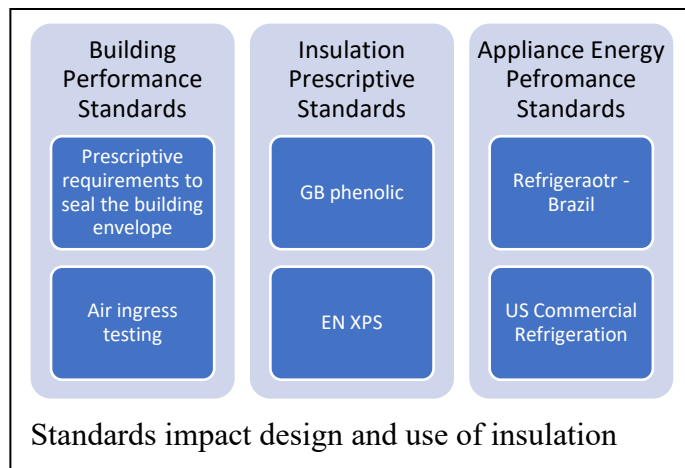 Building
Performance
Standards
Prescriptive
requirements to
seal the building
envelope
Air ingress
testing
Insulation
Prescriptive
Standards
GB phenolic
EN XPS
Appliance Energy
Pefromance
Standards
Refrigeraotr -
Brazil
US Commercial
Refrigeration
Standards impact design and use of insulation